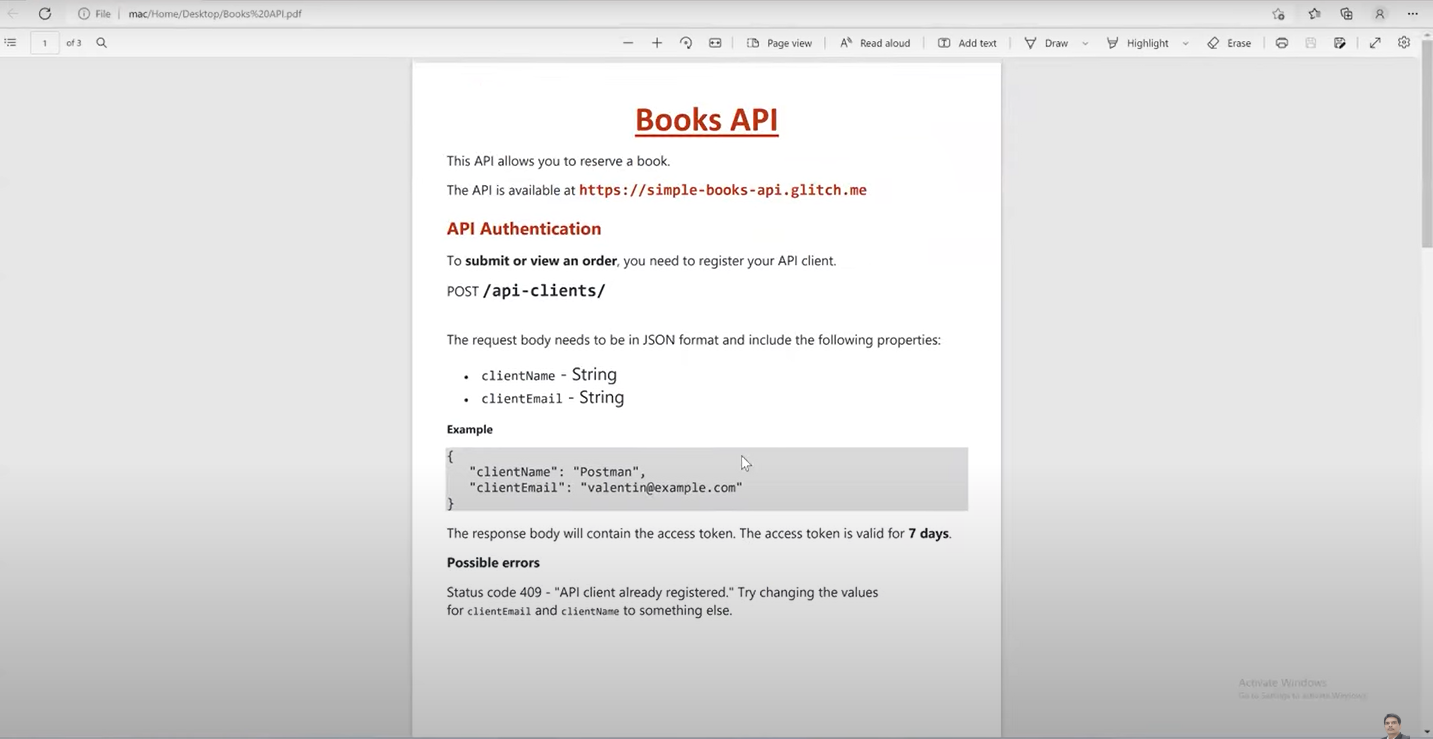 File mac/Home/Desktop/Books%20API.pdf
1 of 3 Page view Read aloud Add text Draw Highlight Erase
Books API
This API allows you to reserve a book.
The API is available at https://simple-books-api.glitch.me
API Authentication
To submit or view an order, you need to register your API client.
POST /api-clients/
The request body needs to be in JSON format and include the following properties:
• clientName - String
• clientEmail - String
Example
{
"clientName": "Postman",
"clientEmail": "valentin@example.com"
}
The response body will contain the access token. The access token is valid for 7 days.
Possible errors
Status code 409 - "API client already registered." Try changing the values
for clientEmail and clientName to something else.
Activate Windows
Go to Settings to activate Windows.